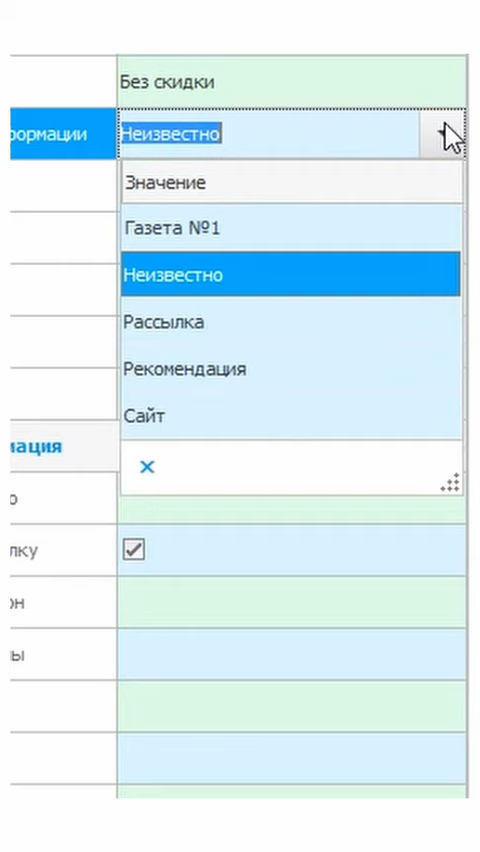 Без скидки
формации Неизвестно
Значение
Газета №1
Неизвестно
Рассылка
Рекомендация
Сайт
мация
о
лку
он
ы